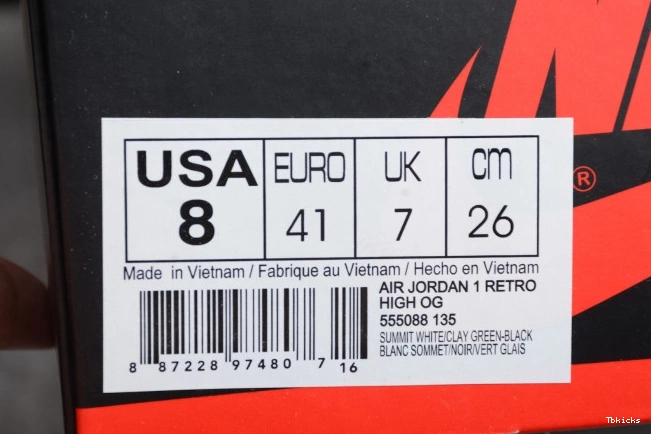 USA EURO UK cm
8 41 7 26
Made in Vietnam / Fabrique au Vietnam / Hecho en Vietnam
AIR JORDAN 1 RETRO
HIGH OG
555088 135
SUMMIT WHITE/CLAY GREEN-BLACK
BLANC SOMMET/NOIR/VERT GLAIS
8 87228 97480 7 16
®
Tbkicks